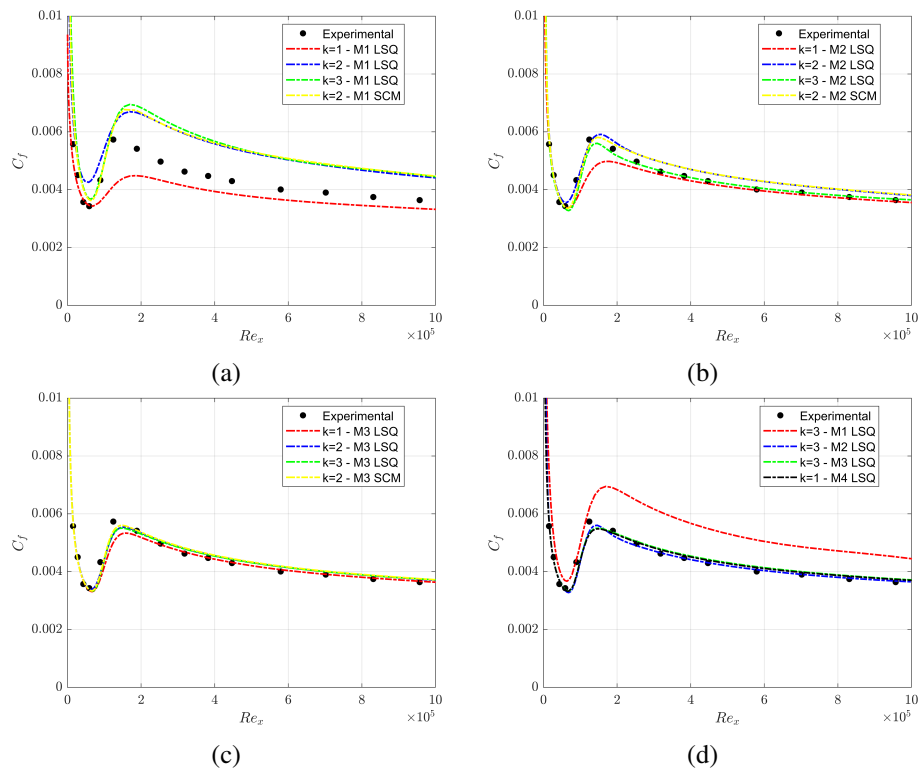 0.01
0.008
0.006
0.004
0.002
0
C_f
0 2 4 6 8 10
×10^5
Re_x
Experimental
k=1 - M1 LSQ
k=2 - M1 LSQ
k=3 - M1 LSQ
k=2 - M1 SCM
(a)
0.01
0.008
0.006
0.004
0.002
0
C_f
0 2 4 6 8 10
×10^5
Re_x
Experimental
k=1 - M2 LSQ
k=2 - M2 LSQ
k=3 - M2 LSQ
k=2 - M2 SCM
(b)
0.01
0.008
0.006
0.004
0.002
0
C_f
0 2 4 6 8 10
×10^5
Re_x
Experimental
k=1 - M3 LSQ
k=2 - M3 LSQ
k=3 - M3 LSQ
k=2 - M3 SCM
(c)
0.01
0.008
0.006
0.004
0.002
0
C_f
0 2 4 6 8 10
×10^5
Re_x
Experimental
k=3 - M1 LSQ
k=3 - M2 LSQ
k=3 - M3 LSQ
k=1 - M4 LSQ
(d)